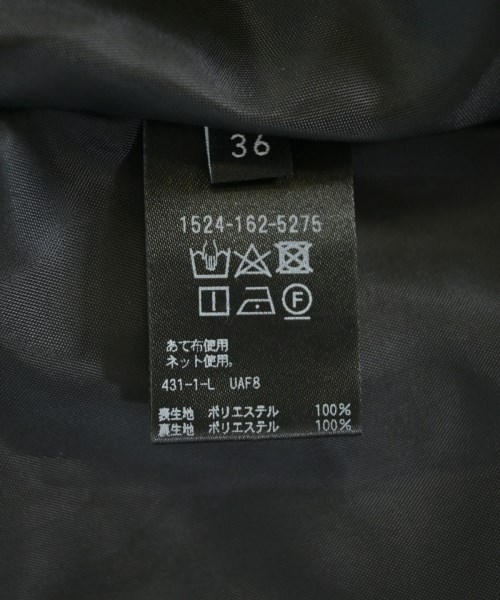 36
1524-162-5275
F
あて布使用
ネット使用。
431-1-L UAF8
表生地 ポリエステル 100%
裏生地 ポリエステル 100%